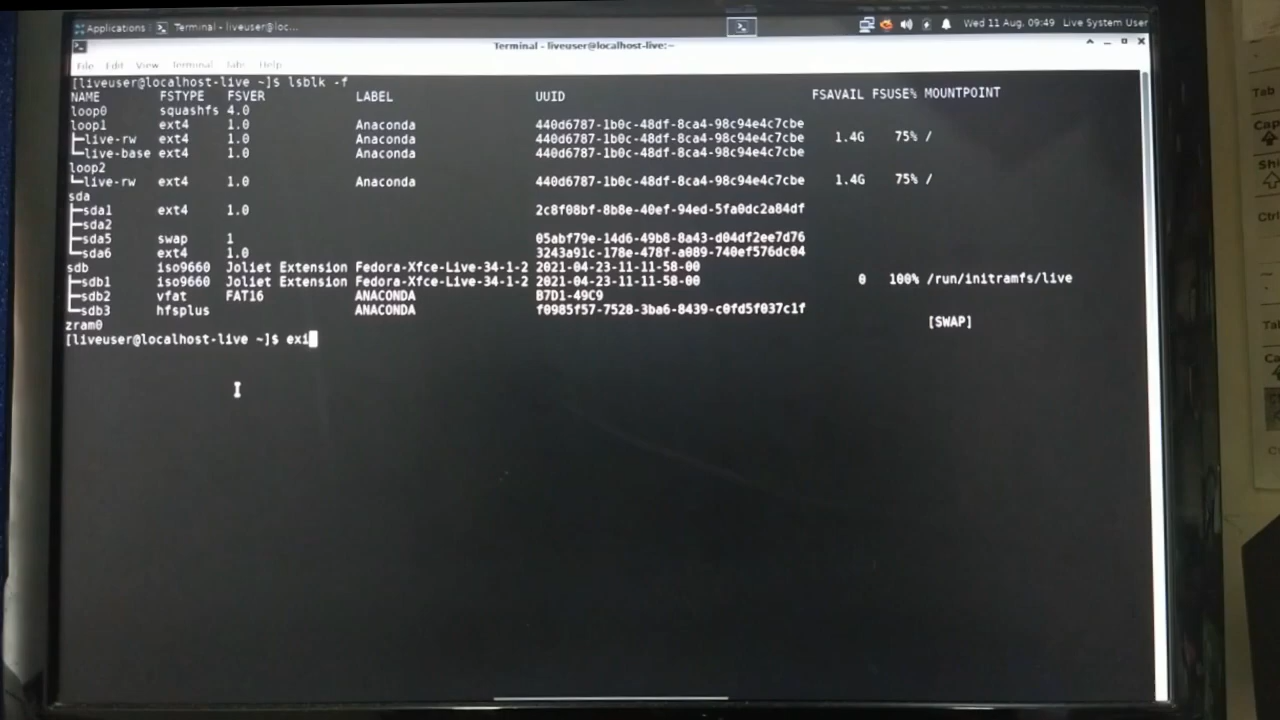 Applications Terminal - liveuser@loc... Wed 11 Aug, 09:49 Live System User
Terminal - liveuser@localhost-live:~
File Edit View Terminal Tabs Help
[liveuser@localhost-live ~]$ lsblk -f
NAME FSTYPE FSVER LABEL UUID FSAVAIL FSUSE% MOUNTPOINT
loop0 squashfs 4.0
loop1 ext4 1.0 Anaconda 440d6787-1b0c-48df-8ca4-98c94e4c7cbe
├─live-rw ext4 1.0 Anaconda 440d6787-1b0c-48df-8ca4-98c94e4c7cbe 1.4G 75% /
└─live-base ext4 1.0 Anaconda 440d6787-1b0c-48df-8ca4-98c94e4c7cbe
loop2
└─live-rw ext4 1.0 Anaconda 440d6787-1b0c-48df-8ca4-98c94e4c7cbe 1.4G 75% /
sda
├─sda1 ext4 1.0 2c8f08bf-8b8e-40ef-94ed-5fa0dc2a84df
├─sda2
├─sda5 swap 1 05abf79e-14d6-49b8-8a43-d04df2ee7d76
└─sda6 ext4 1.0 3243a91c-178e-478f-a089-740ef576dc04
sdb iso9660 Joliet Extension Fedora-Xfce-Live-34-1-2 2021-04-23-11-11-58-00
├─sdb1 iso9660 Joliet Extension Fedora-Xfce-Live-34-1-2 2021-04-23-11-11-58-00 0 100% /run/initramfs/live
├─sdb2 vfat FAT16 ANACONDA B7D1-49C9
└─sdb3 hfsplus ANACONDA f0985f57-7528-3ba6-8439-c0fd5f037c1f
zram0 [SWAP]
[liveuser@localhost-live ~]$ exi
Tab
Ctrl